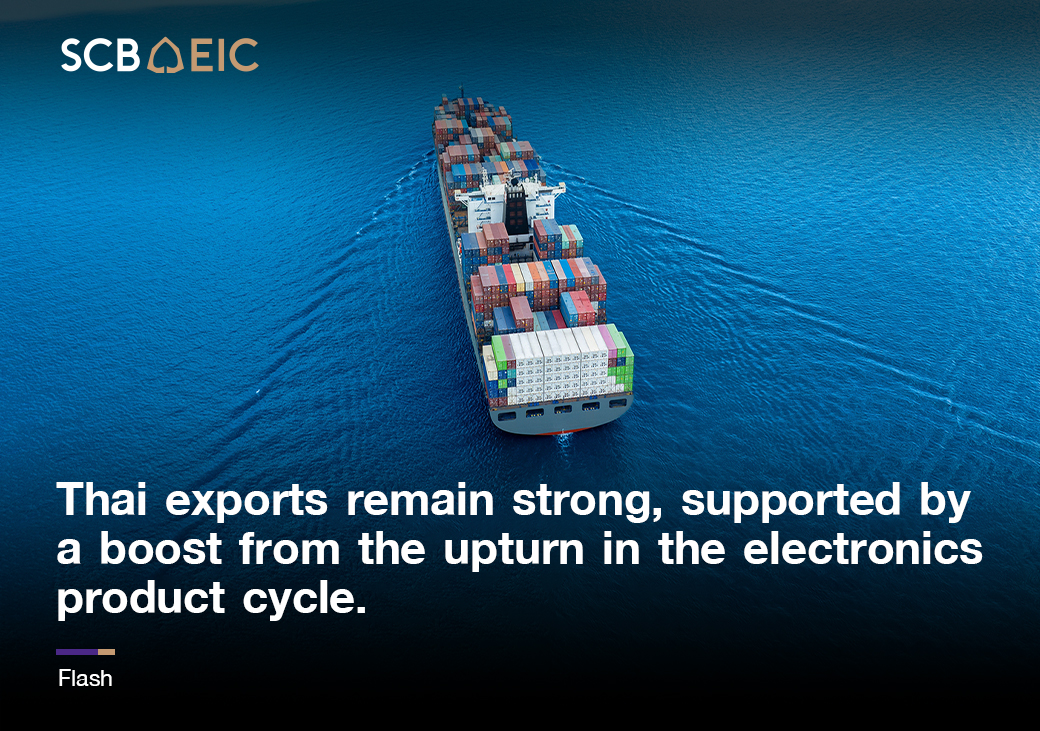 SCB EIC
Thai exports remain strong, supported by
a boost from the upturn in the electronics
product cycle.
Flash